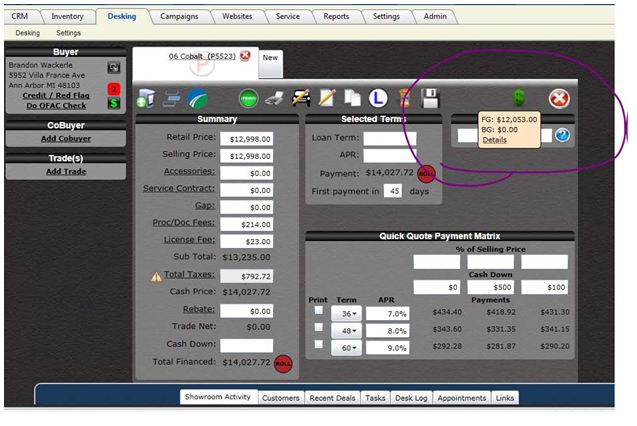 CRM Inventory Desking Campaigns Websites Service Reports Settings Admin
Desking Settings
Buyer
Brandon Wackerle
5952 Villa France Ave
Ann Arbor MI 48103
Credit / Red Flag
Do OFAC Check
2
$
CoBuyer
Add Cobuyer
Trade(s)
Add Trade
06 Cobalt (P5523)
New
Summary
Retail Price: $12,998.00
Selling Price: $12,998.00
Accessories: $0.00
Service Contract: $0.00
Gap: $0.00
Proc/Doc Fees: $214.00
License Fee: $23.00
Sub Total: $13,235.00
Total Taxes: $792.72
Cash Price: $14,027.72
Rebate: $0.00
Trade Net: $0.00
Cash Down:
Total Financed: $14,027.72 ROLL
Selected Terms
Loan Term:
APR:
Payment: $14,027.72 ROLL
First payment in 45 days
FG: $12,053.00
BG: $0.00
Details
?
Quick Quote Payment Matrix
% of Selling Price
Cash Down
$0 $500 $100
Print Term APR Payments
36 7.0% $434.40 $418.92 $431.30
48 8.0% $343.60 $331.35 $341.15
60 9.0% $292.28 $281.87 $290.20
Showroom Activity Customers Recent Deals Tasks Desk Log Appointments Links